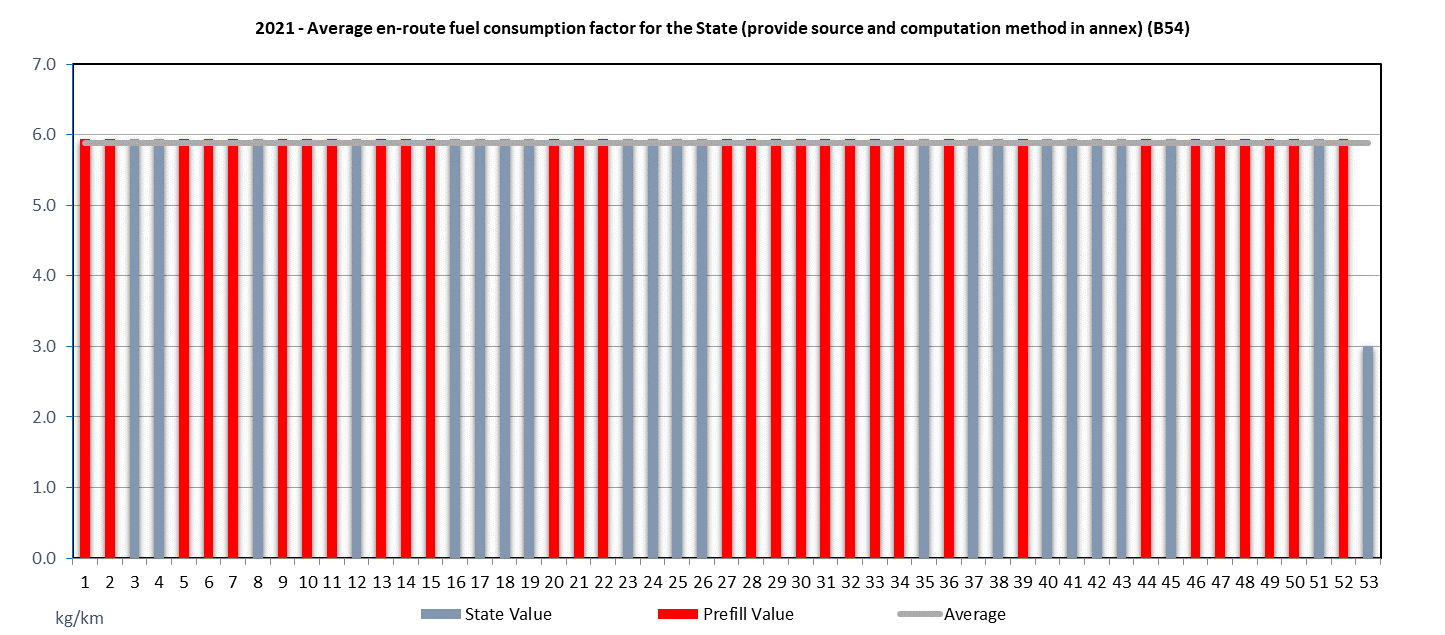 2021 - Average en-route fuel consumption factor for the State (provide source and computation method in annex) (B54)
7.0
6.0
5.0
4.0
3.0
2.0
1.0
0.0
1 2 3 4 5 6 7 8 9 10 11 12 13 14 15 16 17 18 19 20 21 22 23 24 25 26 27 28 29 30 31 32 33 34 35 36 37 38 39 40 41 42 43 44 45 46 47 48 49 50 51 52 53
kg/km
State Value Prefill Value Average